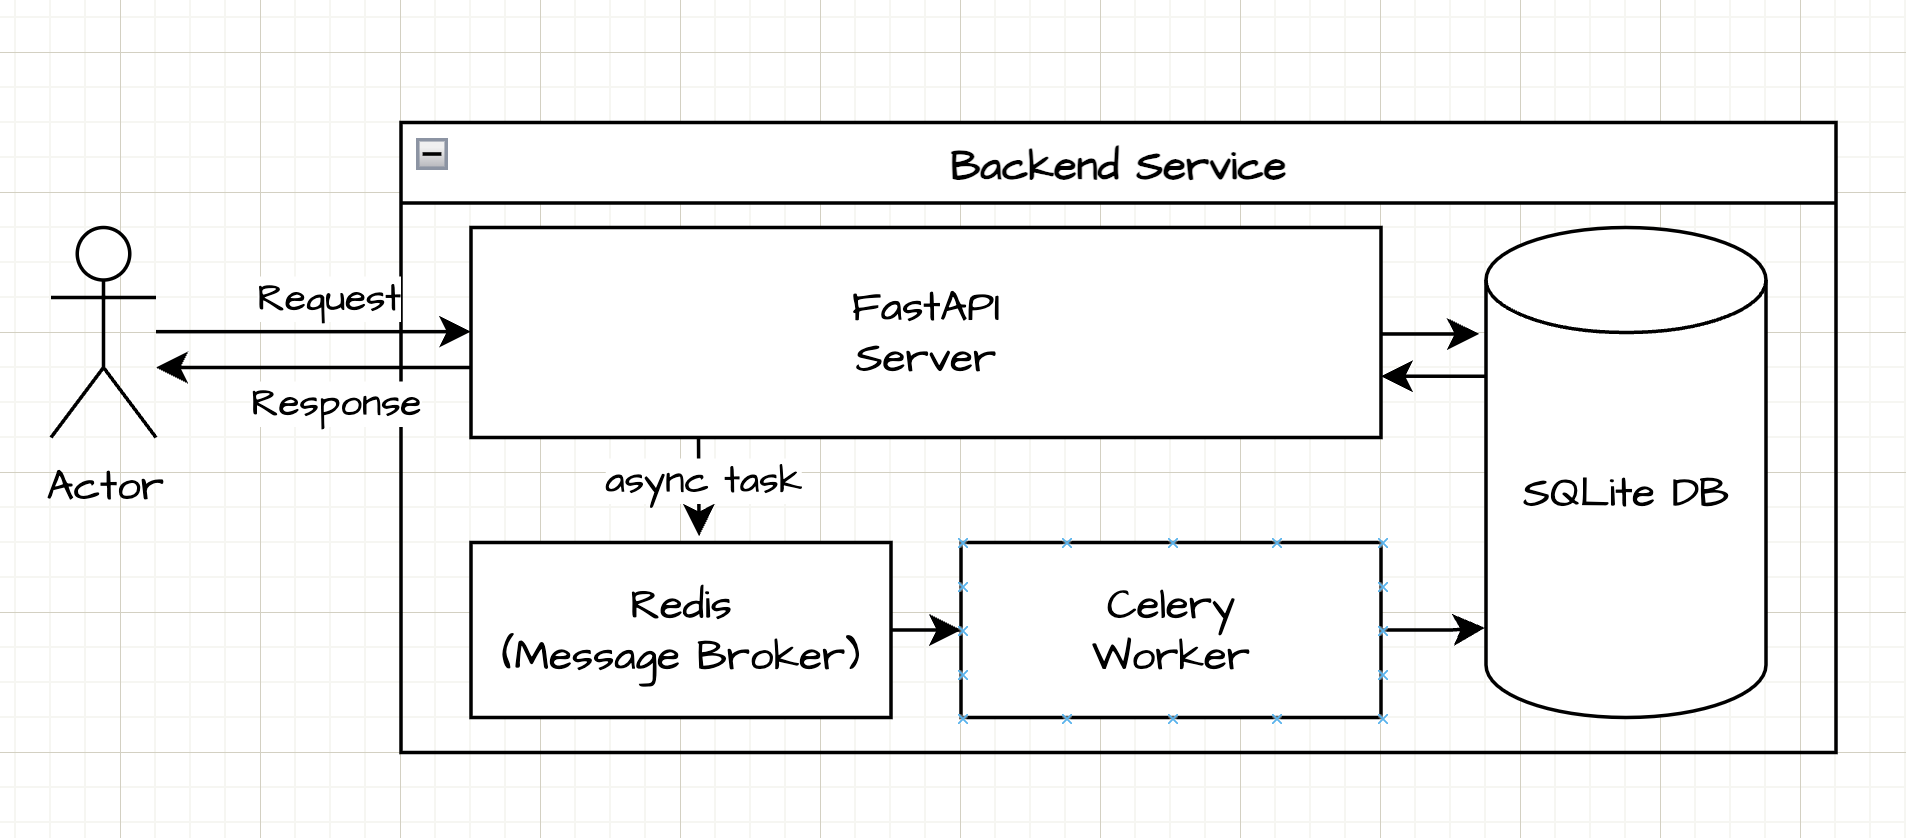 Backend Service
Request
FastAPI
Server
Response
async task
Actor
SQLite DB
Redis
(Message Broker)
Celery
Worker